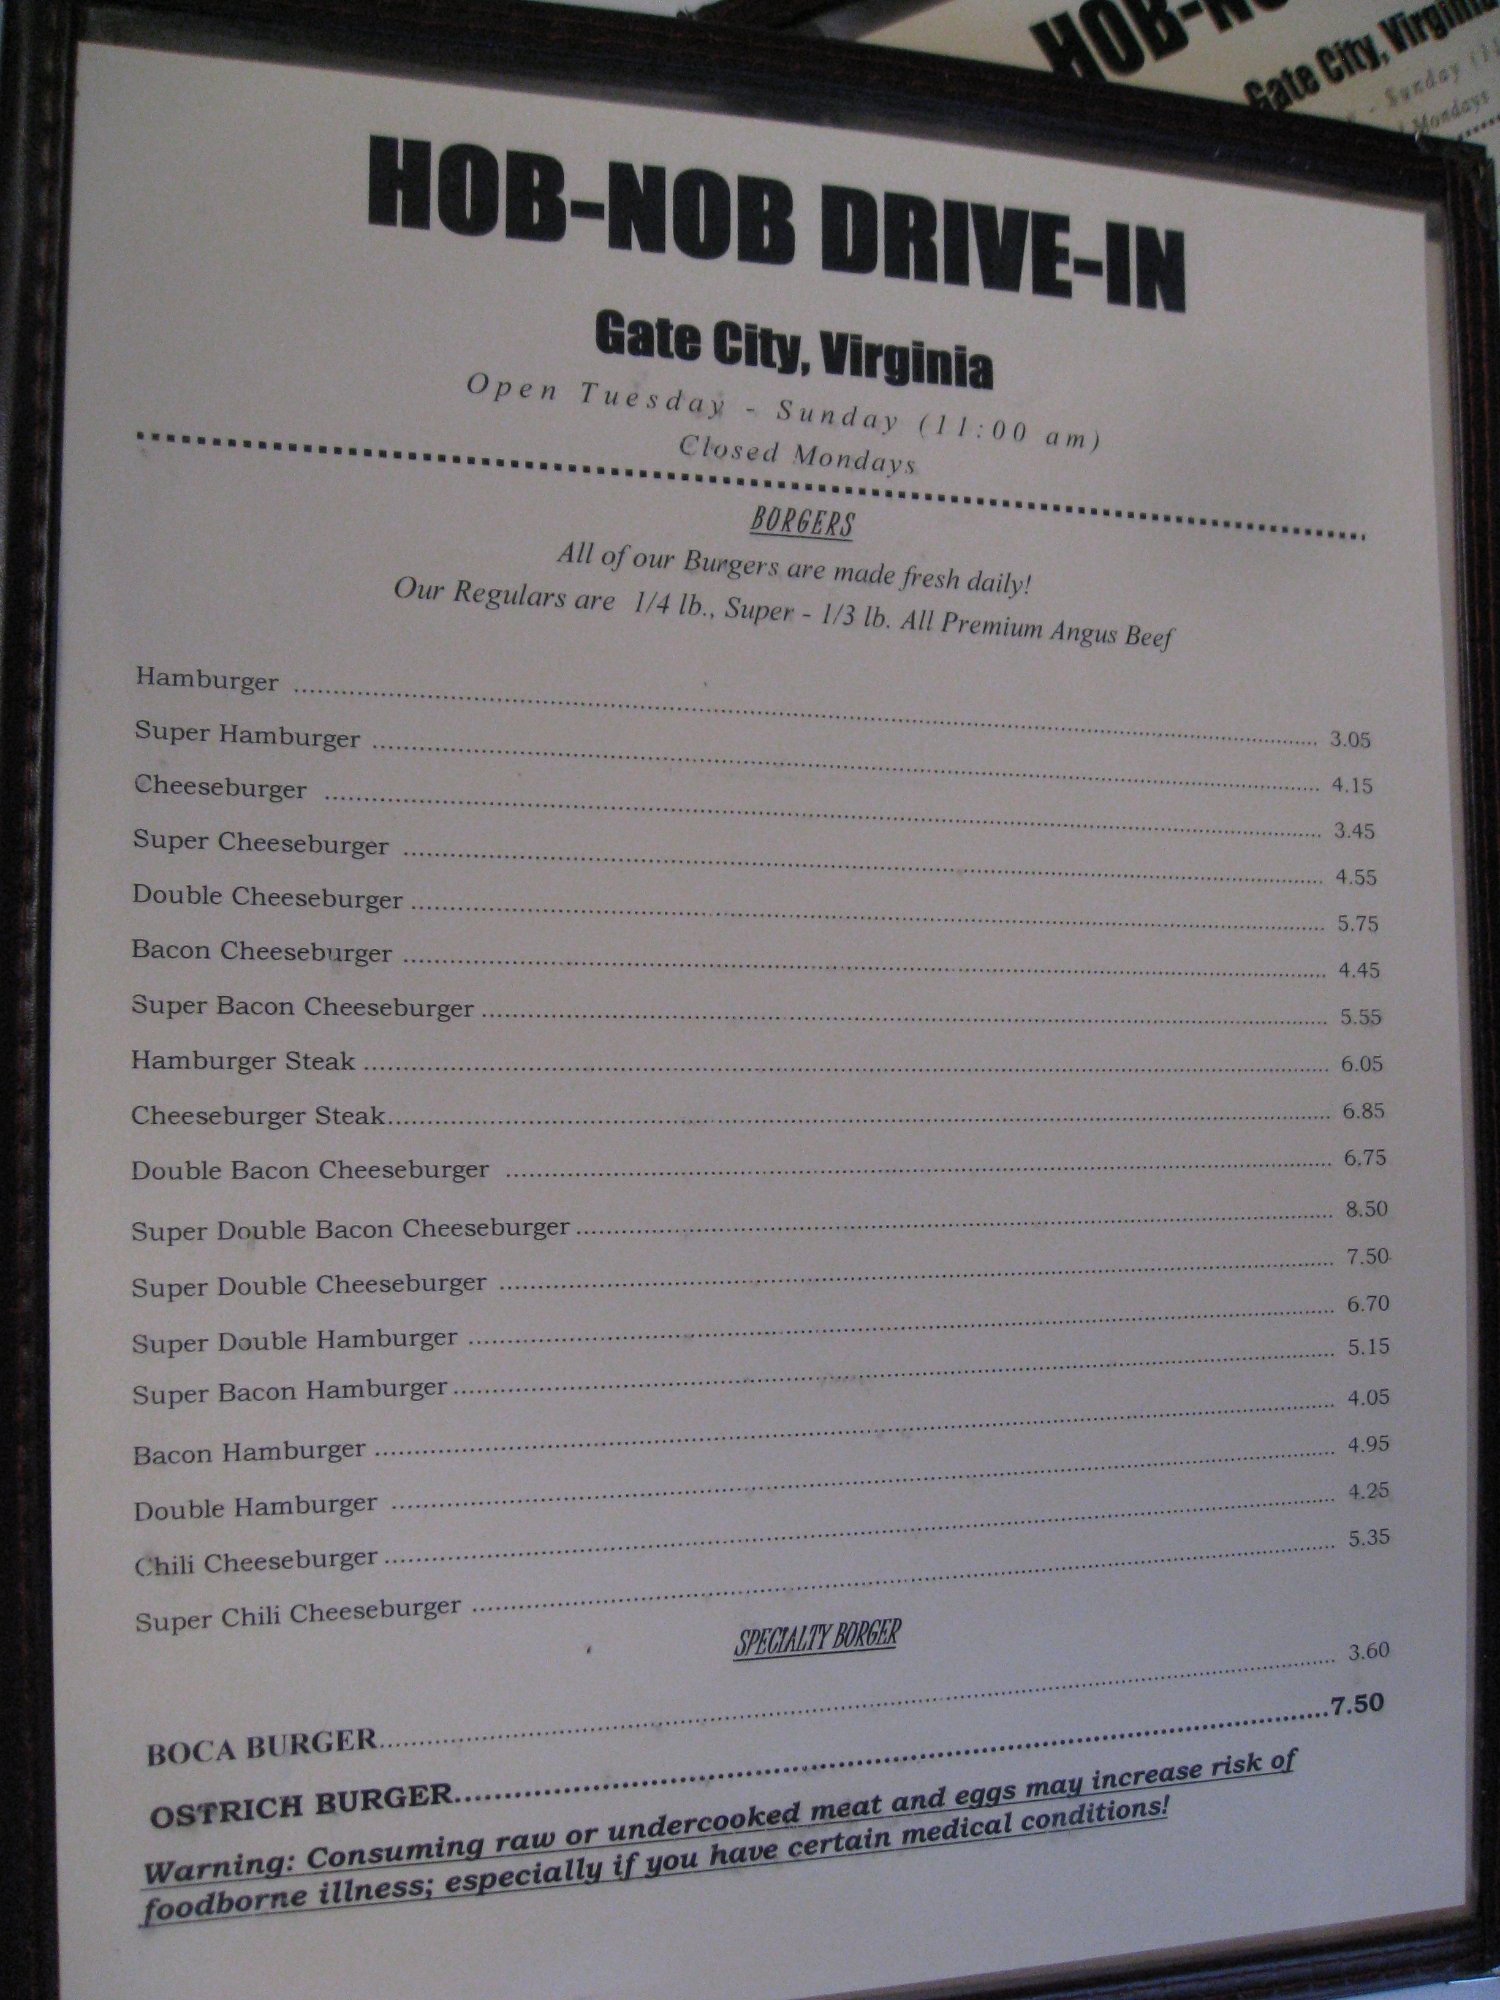 HOB-NO
Gate City, Virginia
Sunday (11
Mondays
HOB-NOB DRIVE-IN
Gate City, Virginia
Open Tuesday - Sunday (11:00 am)
Closed Mondays
BORGERS
All of our Burgers are made fresh daily!
Our Regulars are 1/4 lb., Super - 1/3 lb. All Premium Angus Beef
Hamburger 3.05
Super Hamburger 4.15
Cheeseburger 3.45
Super Cheeseburger 4.55
Double Cheeseburger 5.75
Bacon Cheeseburger 4.45
Super Bacon Cheeseburger 5.55
Hamburger Steak 6.05
Cheeseburger Steak 6.85
Double Bacon Cheeseburger 6.75
Super Double Bacon Cheeseburger 8.50
Super Double Cheeseburger 7.50
Super Double Hamburger 6.70
Super Bacon Hamburger 5.15
Bacon Hamburger 4.05
Double Hamburger 4.95
Chili Cheeseburger 4.25
Super Chili Cheeseburger 5.35
SPECIALTY BORGER
BOCA BURGER 3.60
OSTRICH BURGER 7.50
Warning: Consuming raw or undercooked meat and eggs may increase risk of
foodborne illness; especially if you have certain medical conditions!